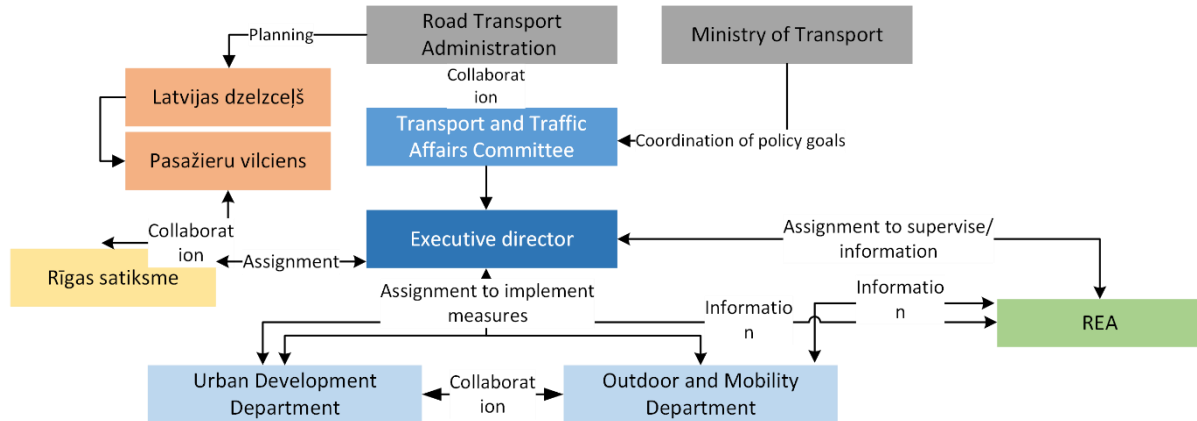 Road Transport
Administration
Ministry of Transport
Planning
Collaborat
ion
Latvijas dzelzceļš
Transport and Traffic
Affairs Committee
Coordination of policy goals
Pasažieru vilciens
Collaborat
ion
Executive director
Assignment to supervise/
information
Rīgas satiksme
Assignment
Assignment to implement
measures
Informatio
n
Informatio
n
REA
Urban Development
Department
Collaborat
ion
Outdoor and Mobility
Department